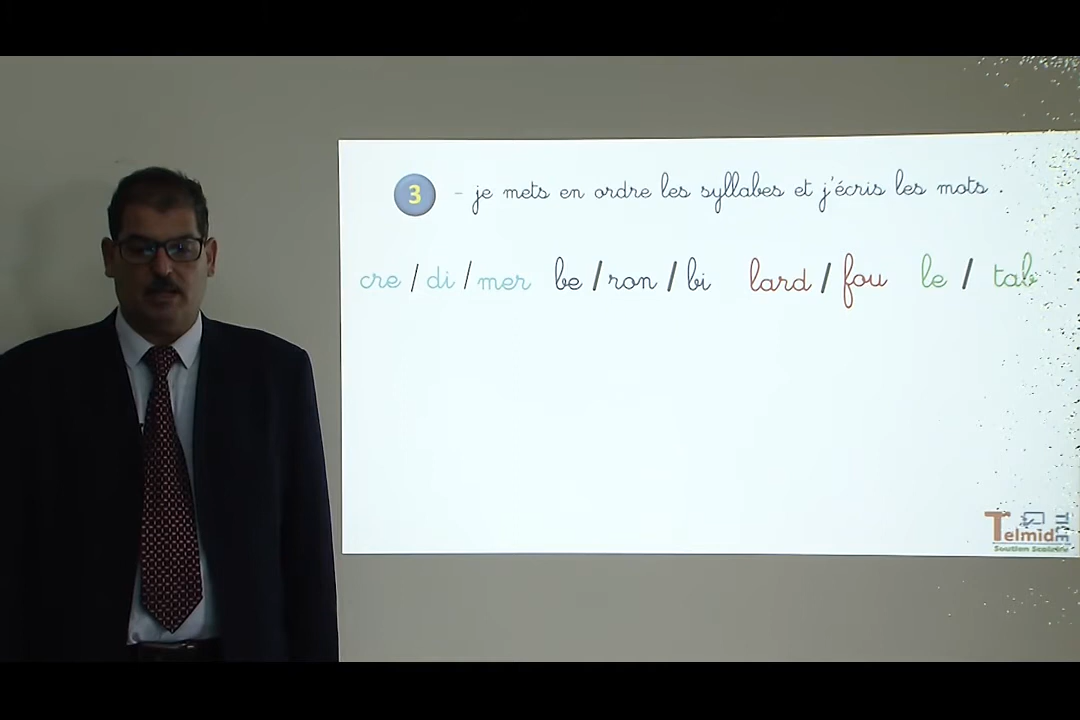 3 - je mets en ordre les syllabes et j'écris les mots .
cre / di / mer be / ron / bi lard / fou le / tab
Telmid TICE
Soutien Scolaire